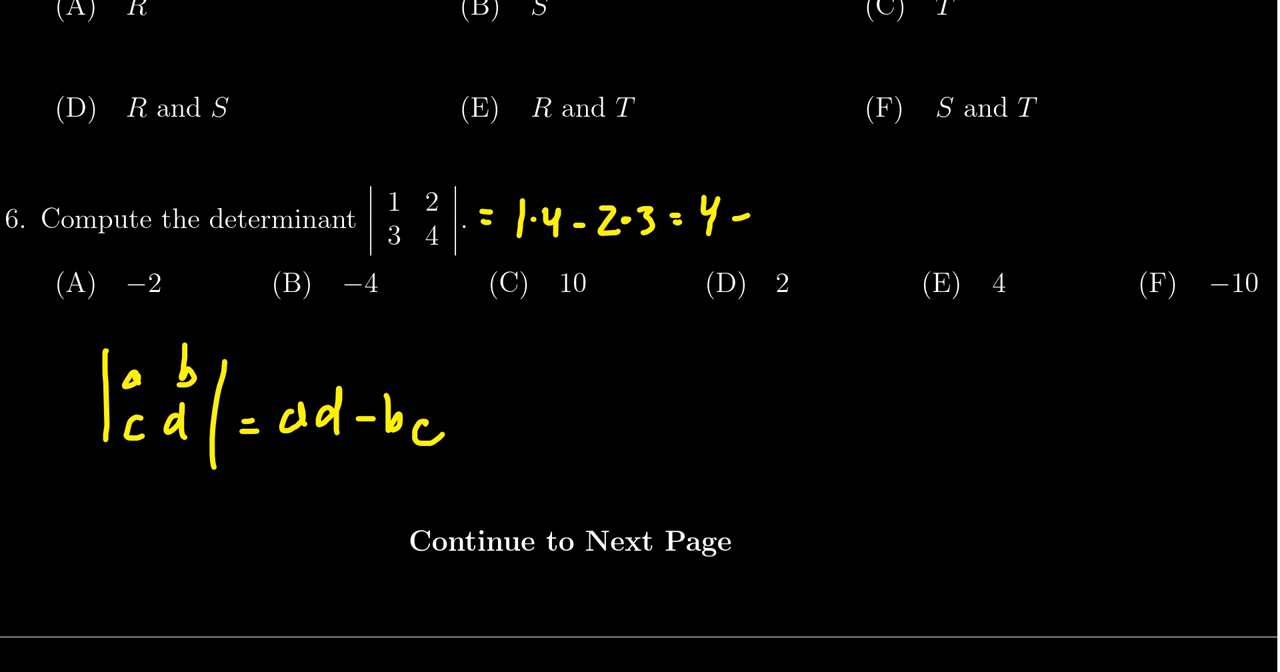 (A) R (B) S (C) T
(D) R and S (E) R and T (F) S and T
6. Compute the determinant | 1 2 3 4 |. = 1·4 - 2·3 = 4 -
(A) −2 (B) −4 (C) 10 (D) 2 (E) 4 (F) −10
| a b
c d | = ad - bc
Continue to Next Page